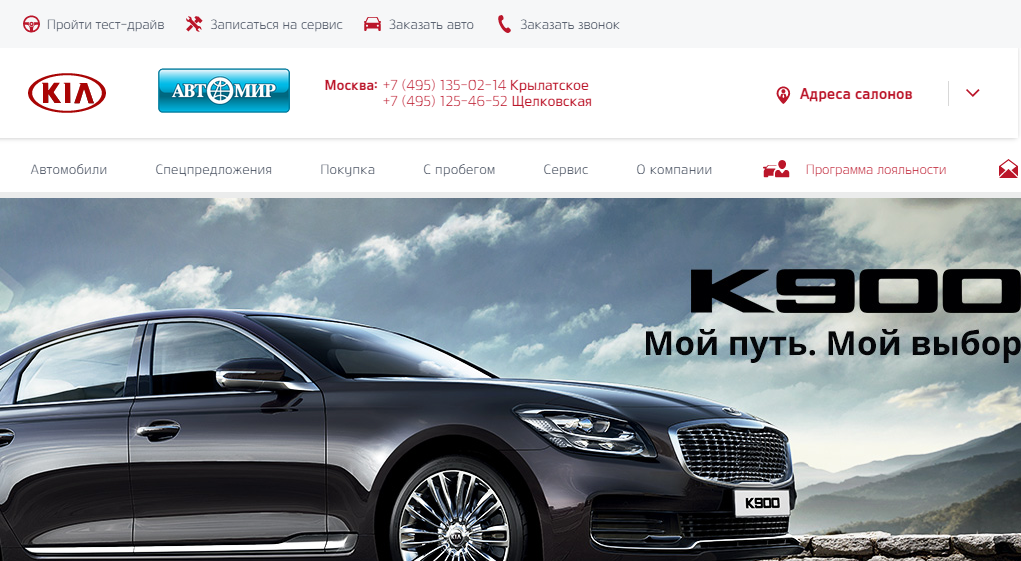 Пройти тест-драйв Записаться на сервис Заказать авто Заказать звонок
KIA АВТОМИР Москва: +7 (495) 135-02-14 Крылатское
+7 (495) 125-46-52 Щелковская
Адреса салонов
Автомобили Спецпредложения Покупка С пробегом Сервис О компании Программа лояльности
K900
Мой путь. Мой выбор
K900
KIA